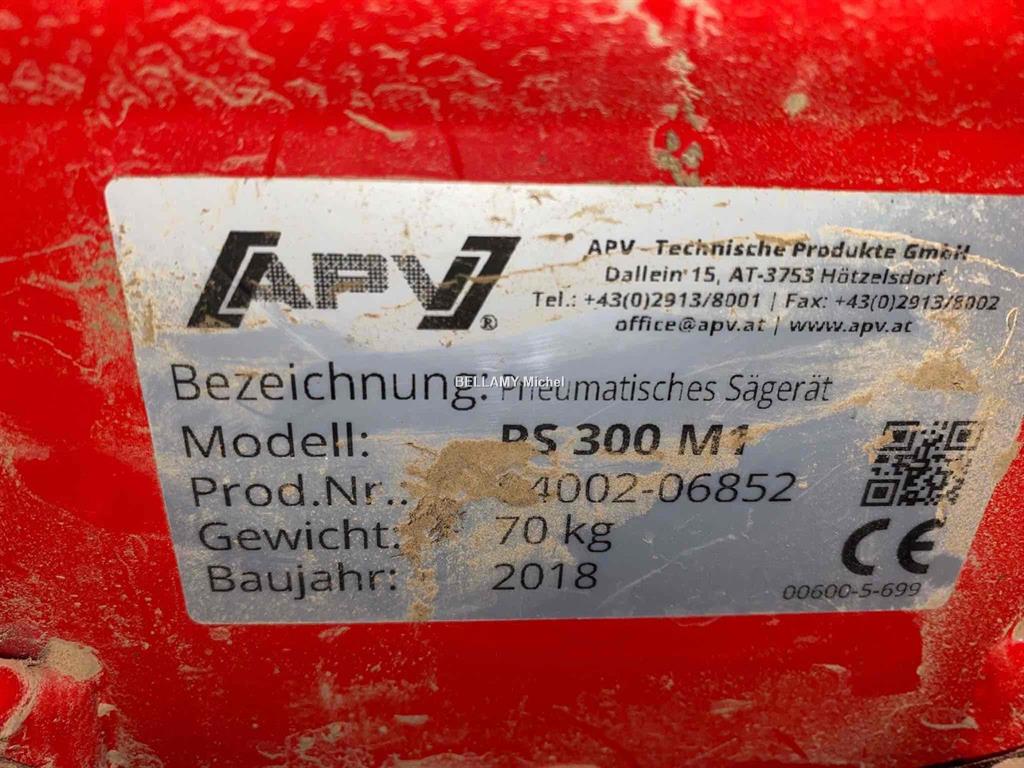 APV®
APV - Technische Produkte GmbH
Dallein 15, AT-3753 Hötzelsdorf
Tel.: +43(0)2913/8001 | Fax: +43(0)2913/8002
office@apv.at | www.apv.at
Bezeichnung: Pneumatisches Sägerät
BELLAMY Michel
Modell: PS 300 M1
Prod.Nr.:
Gewicht: 70 kg
Baujahr: 2018
CE
00600-5-699